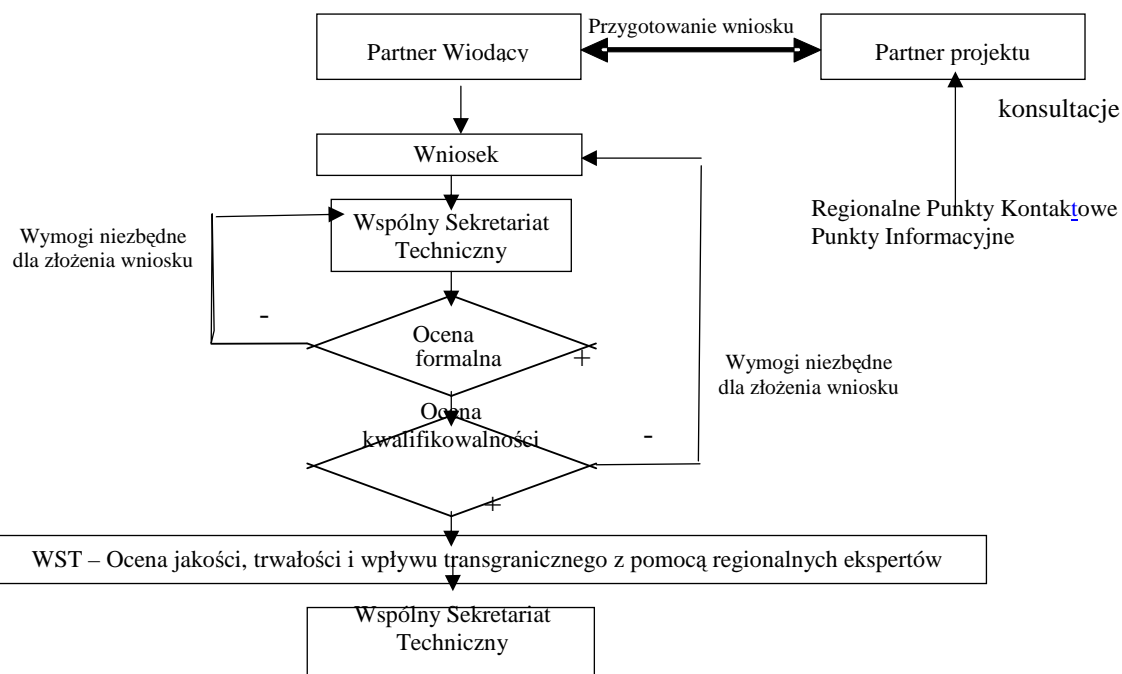 Przygotowanie wniosku
Partner Wiodący
Partner projektu
konsultacje
Wniosek
Wspólny Sekretariat
Techniczny
Regionalne Punkty Kontaktowe
Punkty Informacyjne
Wymogi niezbędne
dla złożenia wniosku
-
Ocena
formalna
+
Wymogi niezbędne
dla złożenia wniosku
Ocena
kwalifikowalności
-
+
WST – Ocena jakości, trwałości i wpływu transgranicznego z pomocą regionalnych ekspertów
Wspólny Sekretariat
Techniczny